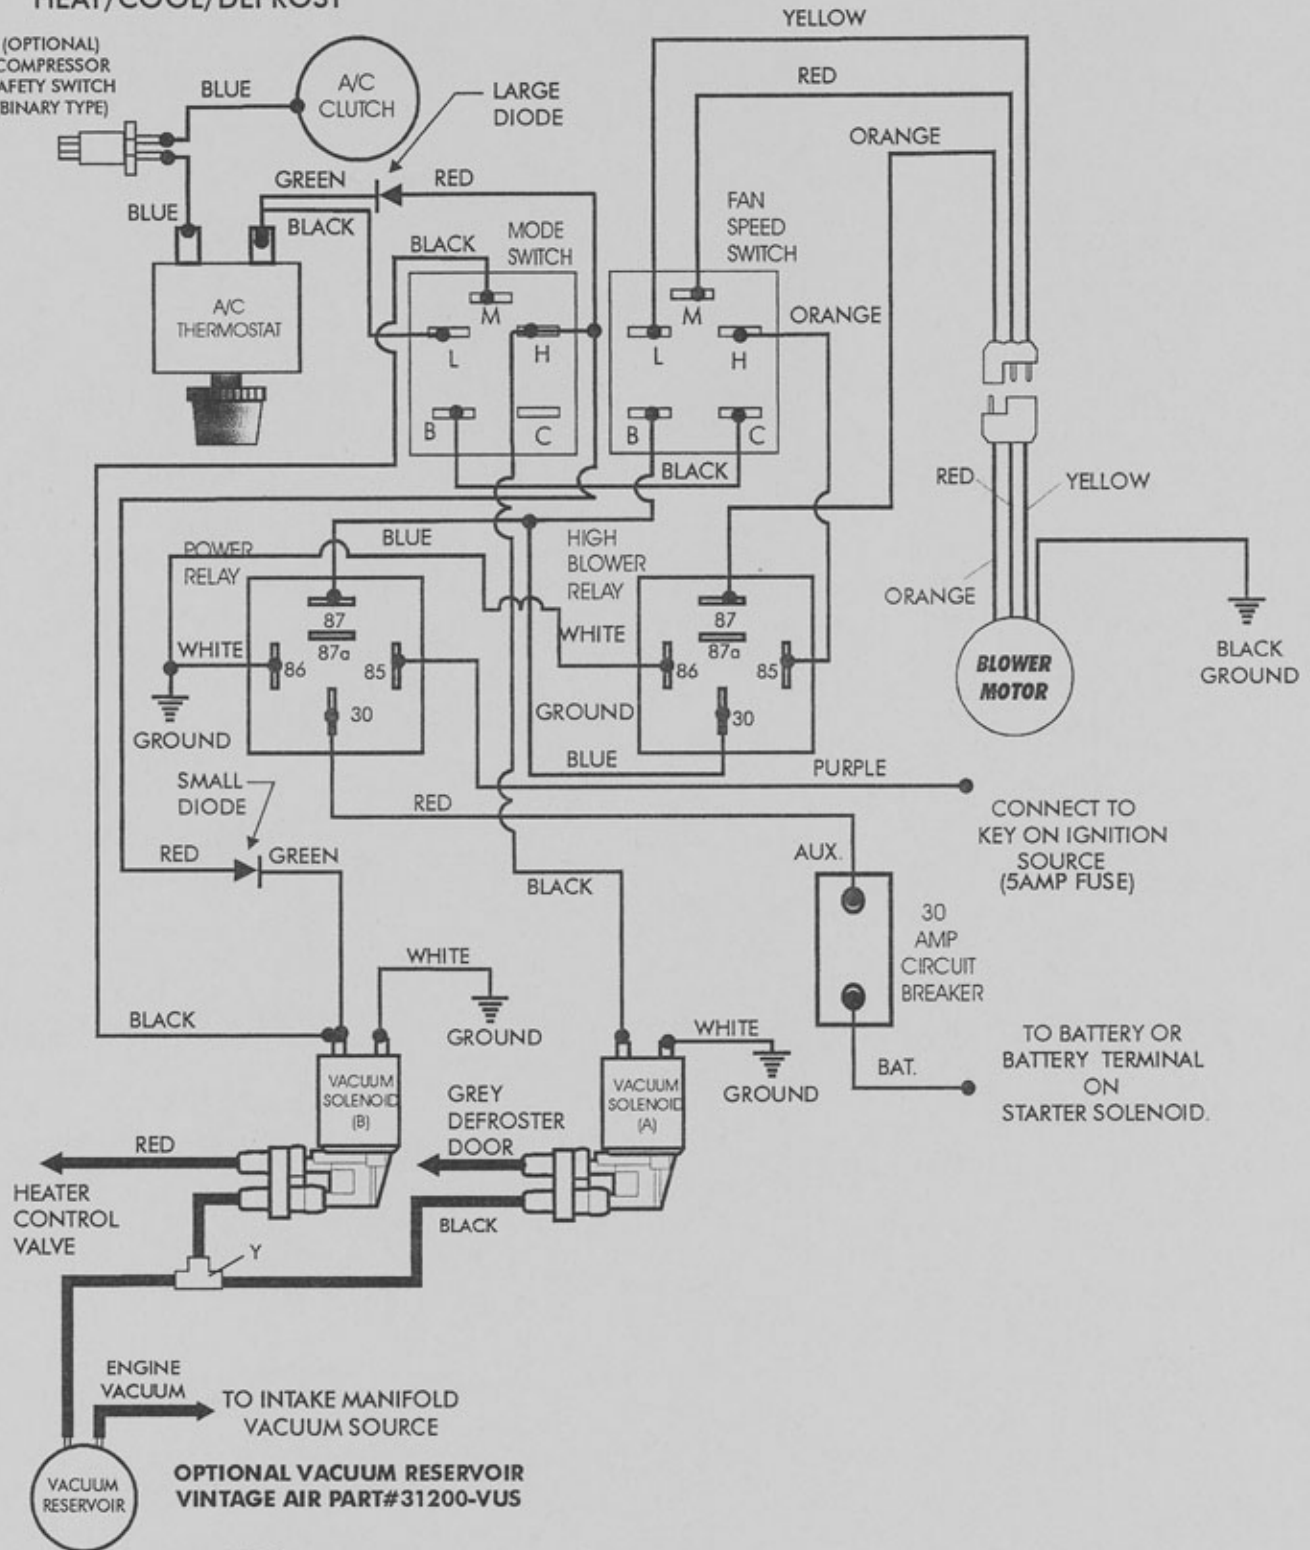 HEAT/COOL/DEFROST
(OPTIONAL)
COMPRESSOR
SAFETY SWITCH
(BINARY TYPE)
BLUE
A/C
CLUTCH
LARGE
DIODE
YELLOW
RED
ORANGE
GREEN
RED
BLUE
BLACK
BLACK
MODE
SWITCH
FAN
SPEED
SWITCH
A/C
THERMOSTAT
M
L
H
B
C
M
L
H
B
C
ORANGE
BLACK
RED
YELLOW
ORANGE
BLOWER
MOTOR
BLACK
GROUND
POWER
RELAY
BLUE
HIGH
BLOWER
RELAY
WHITE
87
87a
86
85
30
GROUND
WHITE
87
87a
86
85
30
GROUND
BLUE
PURPLE
CONNECT TO
KEY ON IGNITION
SOURCE
(5AMP FUSE)
SMALL
DIODE
RED
RED
GREEN
BLACK
AUX.
30
AMP
CIRCUIT
BREAKER
BAT.
TO BATTERY OR
BATTERY TERMINAL
ON
STARTER SOLENOID.
WHITE
GROUND
BLACK
WHITE
GROUND
VACUUM
SOLENOID
(B)
GREY
DEFROSTER
DOOR
VACUUM
SOLENOID
(A)
RED
HEATER
CONTROL
VALVE
BLACK
Y
ENGINE
VACUUM
TO INTAKE MANIFOLD
VACUUM SOURCE
VACUUM
RESERVOIR
OPTIONAL VACUUM RESERVOIR
VINTAGE AIR PART#31200-VUS